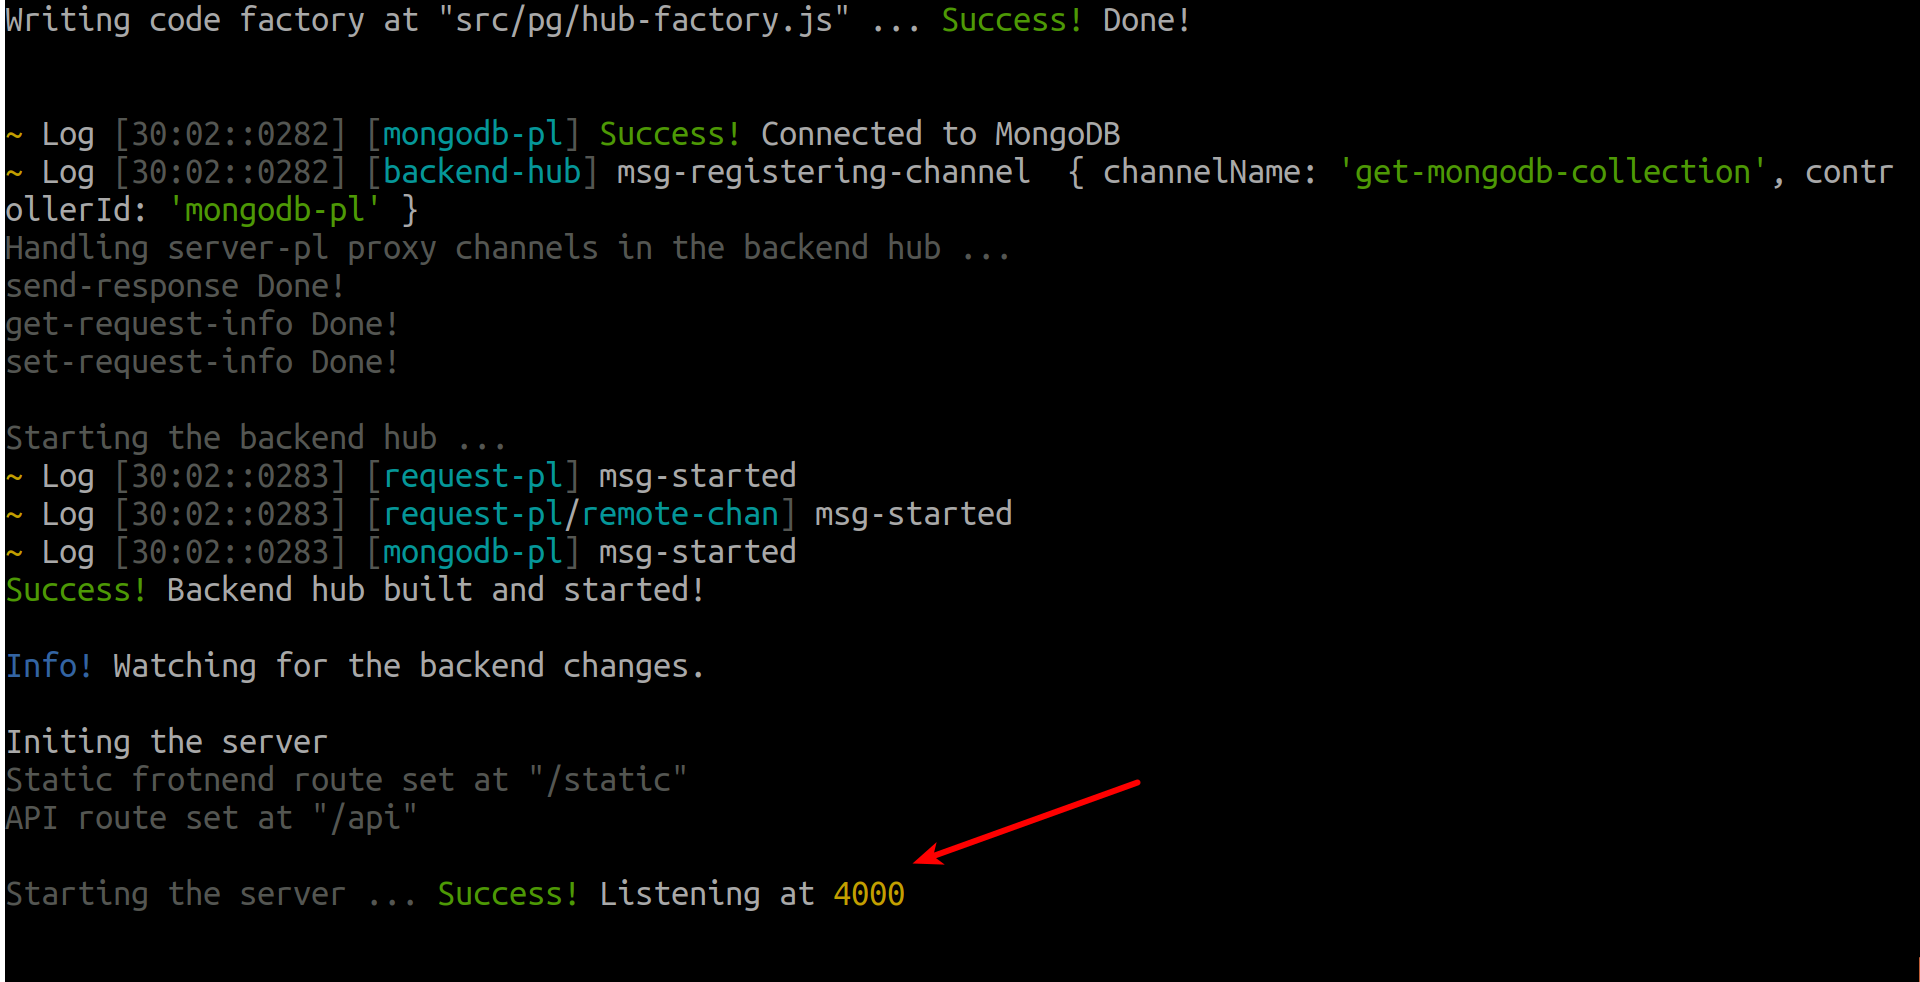 Writing code factory at "src/pg/hub-factory.js" ... Success! Done!
~ Log [30:02::0282] [mongodb-pl] Success! Connected to MongoDB
~ Log [30:02::0282] [backend-hub] msg-registering-channel  { channelName: 'get-mongodb-collection', contr
ollerId: 'mongodb-pl' }
Handling server-pl proxy channels in the backend hub ...
send-response Done!
get-request-info Done!
set-request-info Done!
Starting the backend hub ...
~ Log [30:02::0283] [request-pl] msg-started
~ Log [30:02::0283] [request-pl/remote-chan] msg-started
~ Log [30:02::0283] [mongodb-pl] msg-started
Success! Backend hub built and started!
Info! Watching for the backend changes.
Initing the server
Static frotnend route set at "/static"
API route set at "/api"
Starting the server ... Success! Listening at 4000